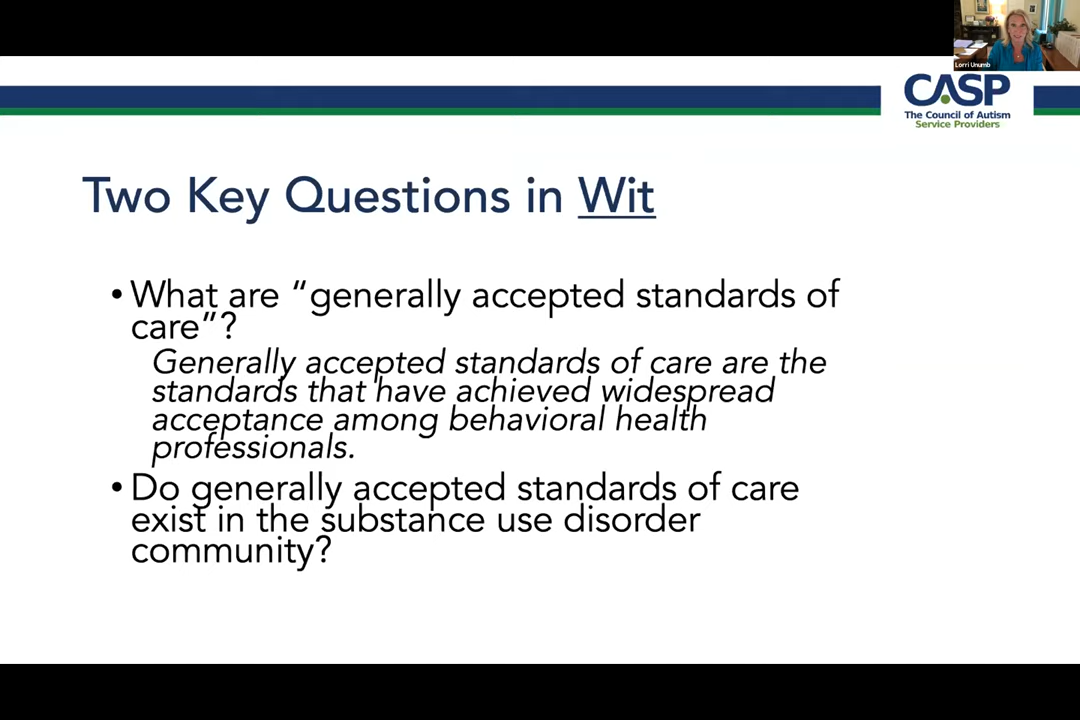 Lorri Unumb
CASP
The Council of Autism
Service Providers
Two Key Questions in Wit
• What are “generally accepted standards of
care”?
Generally accepted standards of care are the
standards that have achieved widespread
acceptance among behavioral health
professionals.
• Do generally accepted standards of care
exist in the substance use disorder
community?